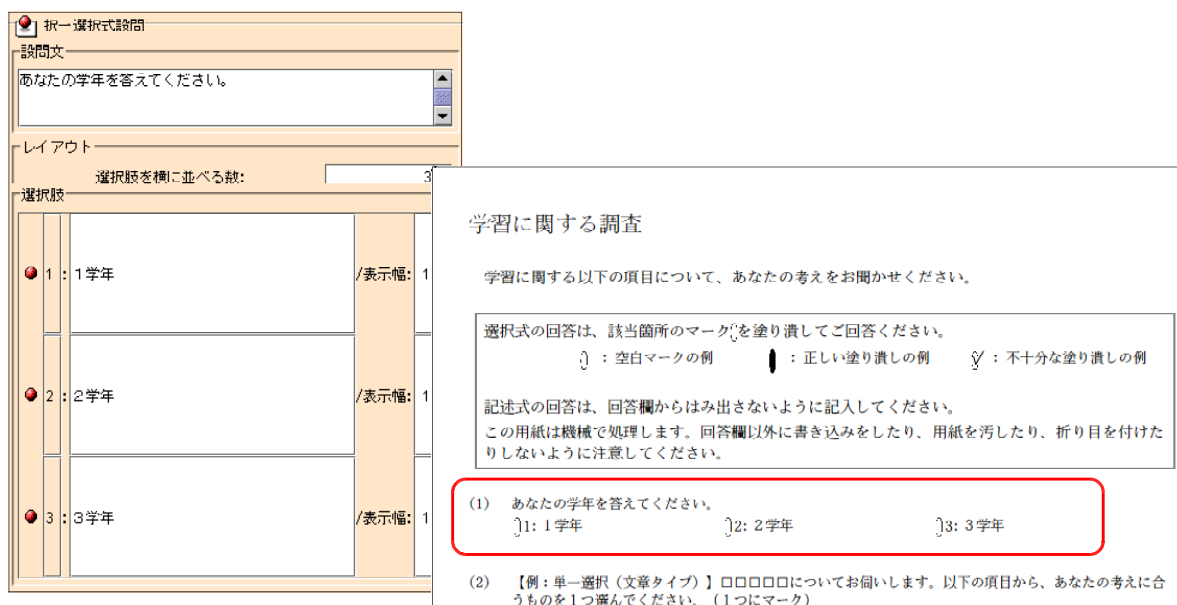 択一選択式設問
設問文
あなたの学年を答えてください。
レイアウト
選択肢を横に並べる数:
3
選択肢
1 : 1学年 /表示幅: 1
2 : 2学年 /表示幅: 1
3 : 3学年 /表示幅: 1
学習に関する調査
学習に関する以下の項目について、あなたの考えをお聞かせください。
選択式の回答は、該当箇所のマークを塗り潰してご回答ください。
：空白マークの例 ：正しい塗り潰しの例 ：不十分な塗り潰しの例
記述式の回答は、回答欄からはみ出さないように記入してください。
この用紙は機械で処理します。回答欄以外に書き込みをしたり、用紙を汚したり、折り目を付けた
りしないように注意してください。
(1) あなたの学年を答えてください。
1: 1学年 2: 2学年 3: 3学年
(2) 【例：単一選択（文章タイプ）】□□□□□についてお伺いします。以下の項目から、あなたの考えに合
うものを1つ選んでください。（1つにマーク）